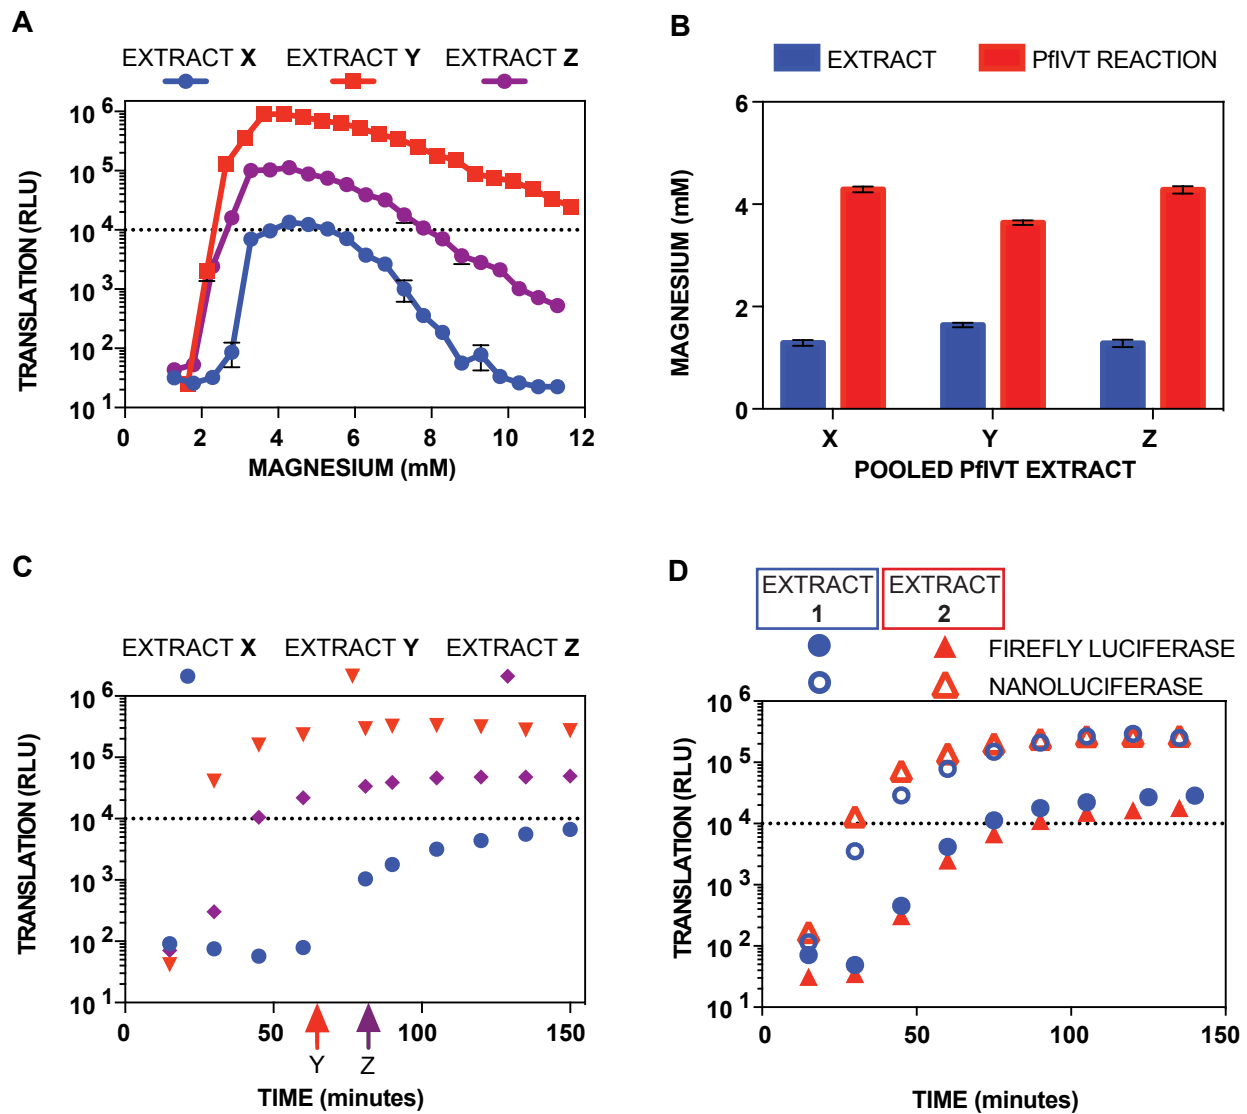 A
EXTRACT X EXTRACT Y EXTRACT Z
TRANSLATION (RLU)
10 6
10 5
10 4
10 3
10 2
10 1
0 2 4 6 8 10 12
MAGNESIUM (mM)
B
EXTRACT PfIVT REACTION
MAGNESIUM (mM)
6
4
2
0
X Y Z
POOLED PfIVT EXTRACT
C
EXTRACT X EXTRACT Y EXTRACT Z
TRANSLATION (RLU)
10 6
10 5
10 4
10 3
10 2
10 1
0 50 100 150
Y Z
TIME (minutes)
D
EXTRACT 1
EXTRACT 2
FIREFLY LUCIFERASE
NANOLUCIFERASE
TRANSLATION (RLU)
10 6
10 5
10 4
10 3
10 2
10 1
0 50 100 150
TIME (minutes)